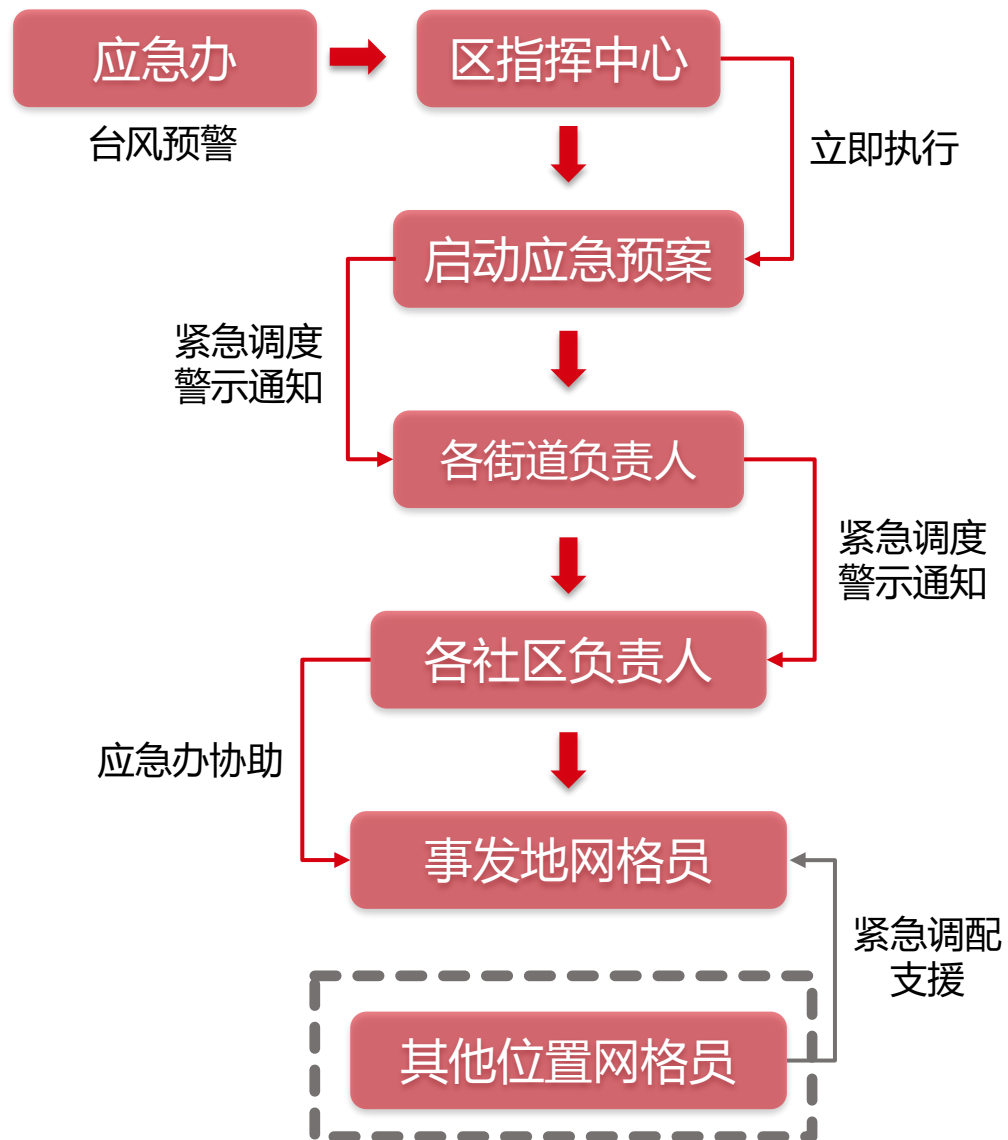 应急办
区指挥中心
台风预警
立即执行
启动应急预案
紧急调度
警示通知
各街道负责人
紧急调度
警示通知
各社区负责人
应急办协助
事发地网格员
紧急调配
支援
其他位置网格员